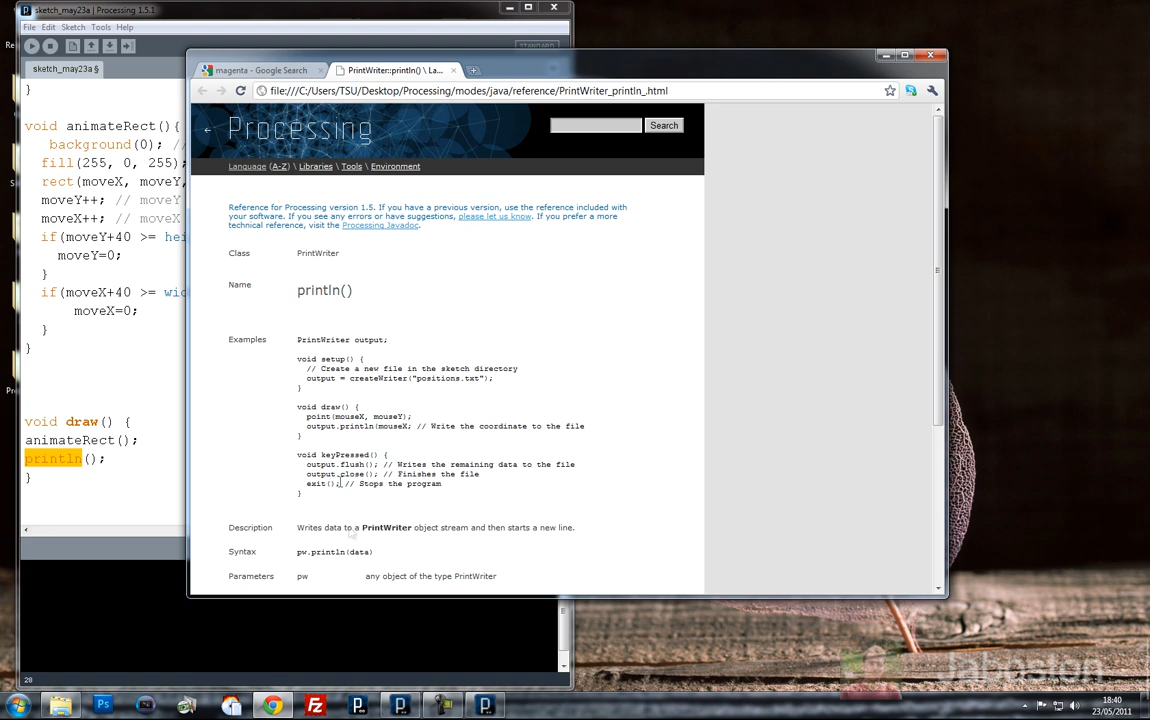 sketch_may23a | Processing 1.5.1
File Edit Sketch Tools Help
STANDARD
sketch_may23a §
}
void animateRect(){
background(0); //
fill(255, 0, 255);
rect(moveX, moveY,
moveY++; // moveY
moveX++; // moveX
if(moveY+40 >= hei
moveY=0;
}
if(moveX+40 >= wid
moveX=0;
}
}
void draw() {
animateRect();
println();
}
28
magenta - Google Search
PrintWriter::println() \ La...
file:///C:/Users/TSU/Desktop/Processing/modes/java/reference/PrintWriter_println_.html
Processing
Search
Language (A-Z) \ Libraries \ Tools \ Environment
Reference for Processing version 1.5. If you have a previous version, use the reference included with
your software. If you see any errors or have suggestions, please let us know. If you prefer a more
technical reference, visit the Processing Javadoc.
Class PrintWriter
Name println()
Examples PrintWriter output;
void setup() {
// Create a new file in the sketch directory
output = createWriter("positions.txt");
}
void draw() {
point(mouseX, mouseY);
output.println(mouseX; // Write the coordinate to the file
}
void keyPressed() {
output.flush(); // Writes the remaining data to the file
output.close(); // Finishes the file
exit(); // Stops the program
}
Description Writes data to a PrintWriter object stream and then starts a new line.
Syntax pw.println(data)
Parameters pw any object of the type PrintWriter
Ps
Fz
18:40
23/05/2011